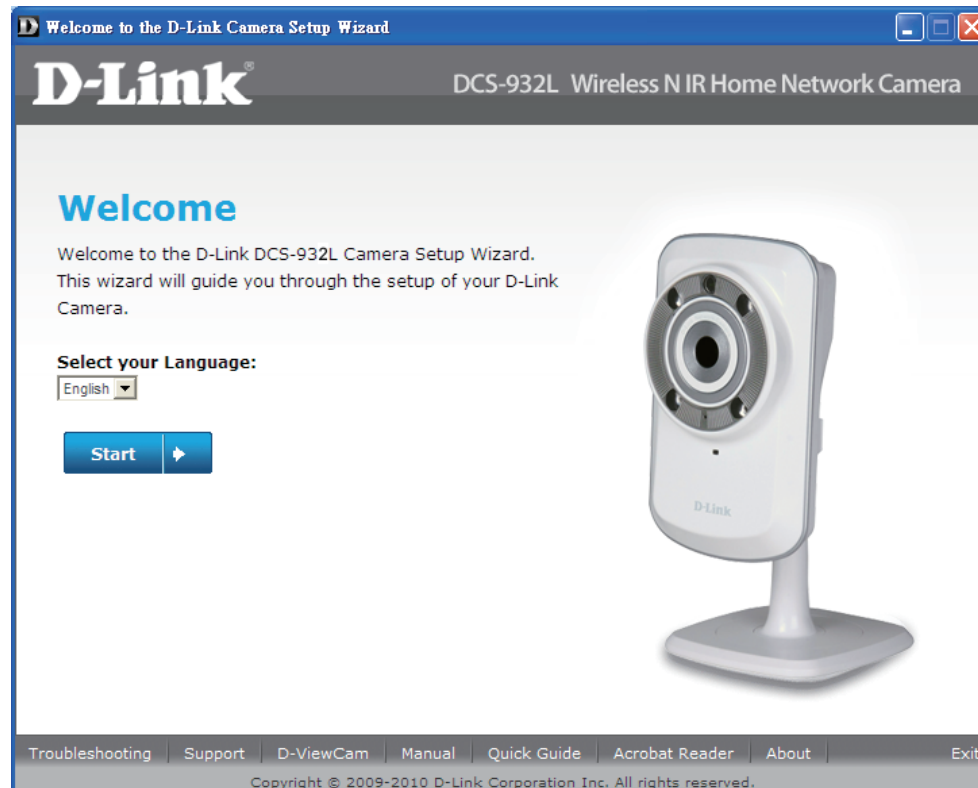 Welcome to the D-Link Camera Setup Wizard
D-Link®
DCS-932L Wireless N IR Home Network Camera
Welcome
Welcome to the D-Link DCS-932L Camera Setup Wizard.
This wizard will guide you through the setup of your D-Link
Camera.
Select your Language:
English
Start
D-Link
Troubleshooting Support D-ViewCam Manual Quick Guide Acrobat Reader About Exit
Copyright © 2009-2010 D-Link Corporation Inc. All rights reserved.